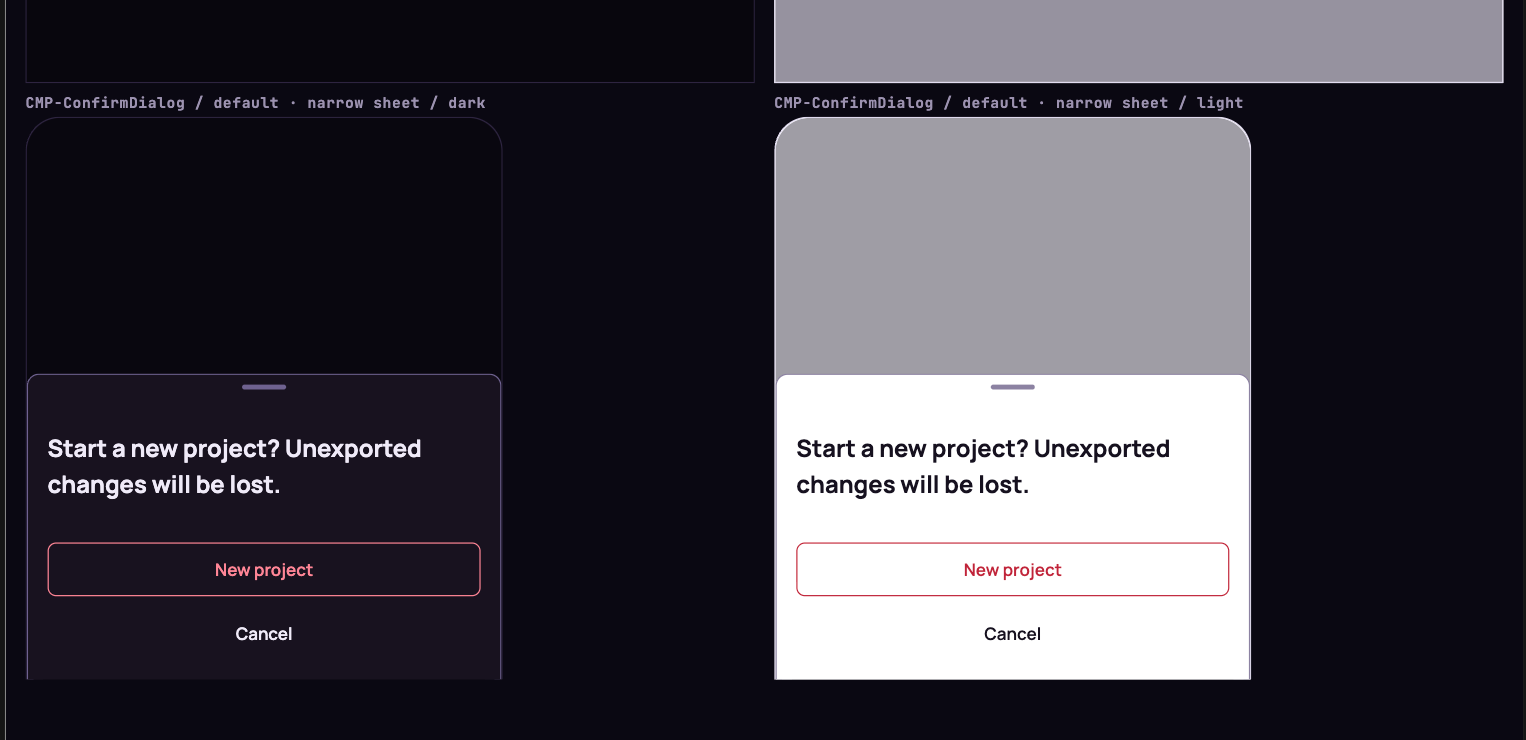 CMP-ConfirmDialog / default · narrow sheet / dark
CMP-ConfirmDialog / default · narrow sheet / light
Start a new project? Unexported
changes will be lost.
New project
Cancel
Start a new project? Unexported
changes will be lost.
New project
Cancel